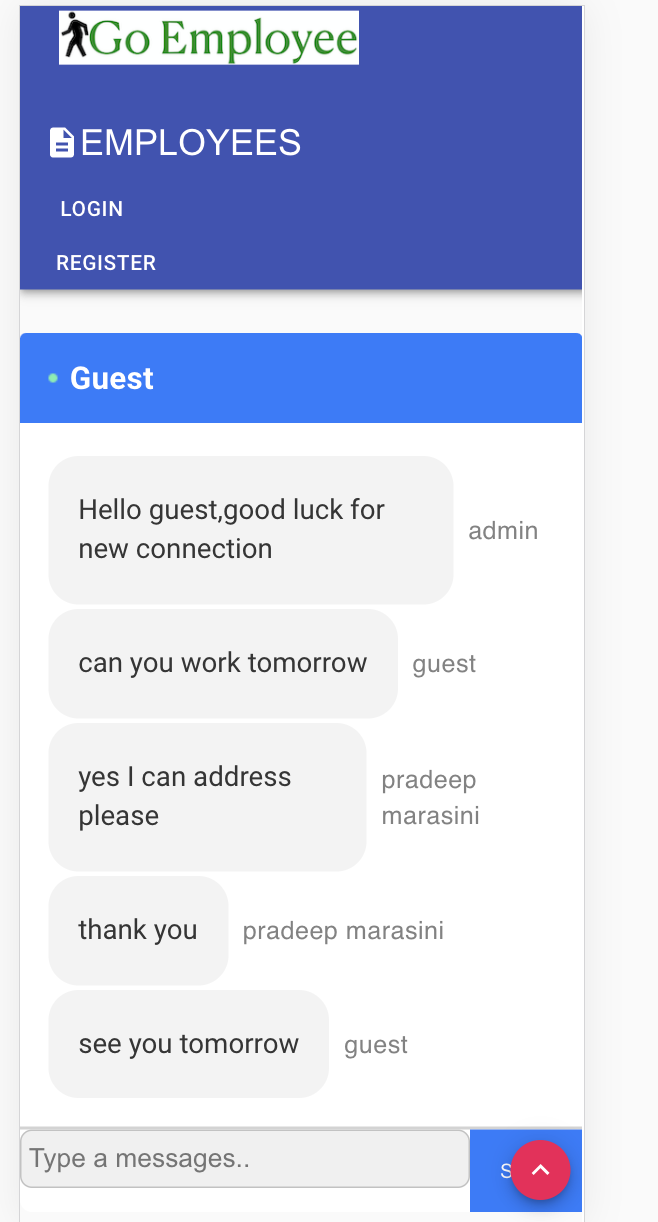 Go Employee
EMPLOYEES
LOGIN
REGISTER
Guest
Hello guest,good luck for
new connection
admin
can you work tomorrow
guest
yes I can address
please
pradeep
marasini
thank you
pradeep marasini
see you tomorrow
guest
Type a messages..